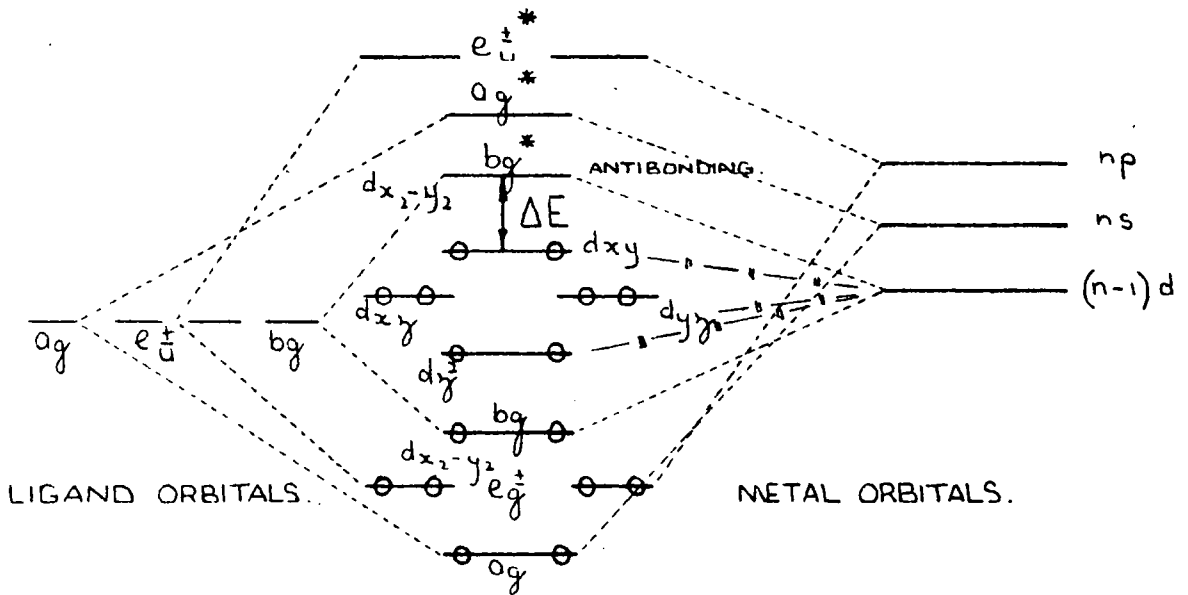 e u± *
ag *
bg * ANTIBONDING.
np
dx2-y2
ΔE
ns
dxy
(n-1)d
dxz
dyz
ag
e u±
bg
dz2
bg
dx2-y2
e g±
LIGAND ORBITALS.
METAL ORBITALS.
ag